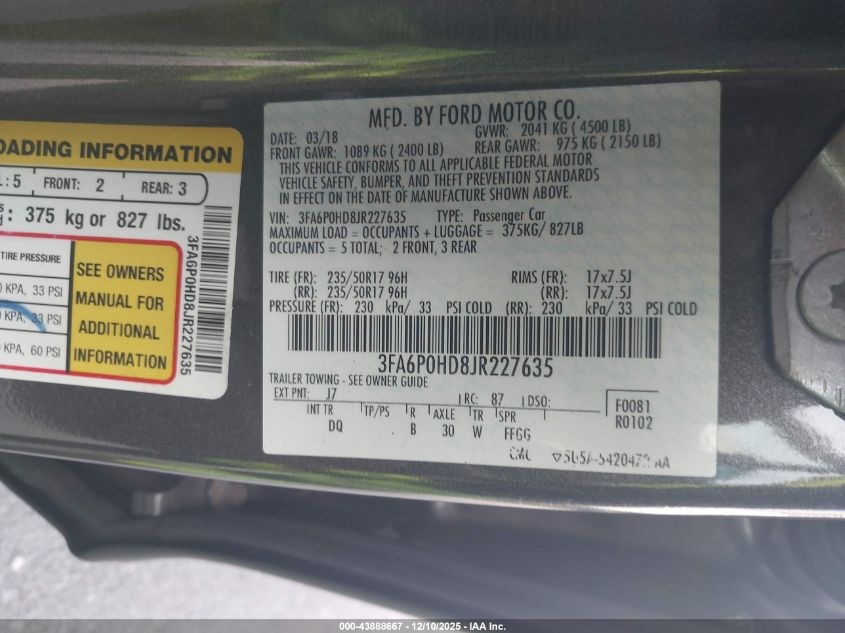 OADING INFORMATION
L: 5 FRONT: 2 REAR: 3
375 kg or 827 lbs.
TIRE PRESSURE
KPA, 33 PSI
KPA, 33 PSI
KPA, 60 PSI
SEE OWNERS
MANUAL FOR
ADDITIONAL
INFORMATION
3FA6P0HD8JR227635
MFD. BY FORD MOTOR CO.
DATE: 03/18 GVWR: 2041 KG ( 4500 LB)
FRONT GAWR: 1089 KG ( 2400 LB) REAR GAWR: 975 KG ( 2150 LB)
THIS VEHICLE CONFORMS TO ALL APPLICABLE FEDERAL MOTOR
VEHICLE SAFETY, BUMPER, AND THEFT PREVENTION STANDARDS
IN EFFECT ON THE DATE OF MANUFACTURE SHOWN ABOVE.
VIN: 3FA6P0HD8JR227635 TYPE: Passenger Car
MAXIMUM LOAD = OCCUPANTS + LUGGAGE = 375KG/ 827LB
OCCUPANTS = 5 TOTAL; 2 FRONT, 3 REAR
TIRE (FR): 235/50R17 96H RIMS (FR): 17x7.5J
(RR): 235/50R17 96H (RR): 17x7.5J
PRESSURE (FR): 230 kPa/ 33 PSI COLD (RR): 230 kPa/ 33 PSI COLD
3FA6P0HD8JR227635
TRAILER TOWING - SEE OWNER GUIDE
EXT PNT: J7 RC: 87 DSO:
INT TR TP/PS R AXLE TR SPR
DQ B 30 W FFGG
F0081
R0102
000-43888667 - 12/10/2025 - WWW.IAAI.COM